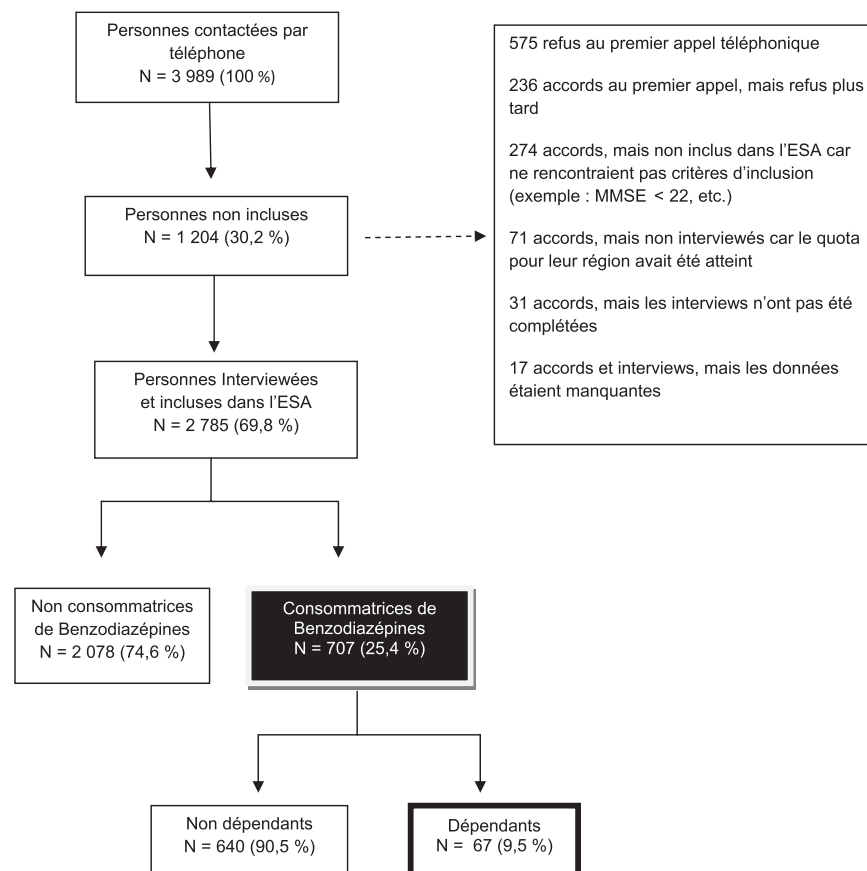 Personnes contactées par
téléphone
N = 3 989 (100 %)
575 refus au premier appel téléphonique
236 accords au premier appel, mais refus plus
tard
274 accords, mais non inclus dans l'ESA car
ne rencontraient pas critères d'inclusion
(exemple : MMSE < 22, etc.)
71 accords, mais non interviewés car le quota
pour leur région avait été atteint
31 accords, mais les interviews n'ont pas été
complétées
17 accords et interviews, mais les données
étaient manquantes
Personnes non incluses
N = 1 204 (30,2 %)
Personnes Interviewées
et incluses dans l'ESA
N = 2 785 (69,8 %)
Non consommatrices
de Benzodiazépines
N = 2 078 (74,6 %)
Consommatrices de
Benzodiazépines
N = 707 (25,4 %)
Non dépendants
N = 640 (90,5 %)
Dépendants
N = 67 (9,5 %)